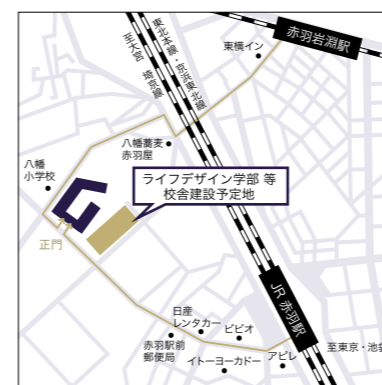 赤羽岩淵駅
東横イン
東北本線・京浜東北線
埼京線
至大宮
八幡蕎麦
赤羽屋
八幡
小学校
ライフデザイン学部 等
校舎建設予定地
正門
JR 赤羽駅
日産
レンタカー
ビビオ
赤羽駅前
郵便局
イトーヨーカドー
アピレ
至東京・池袋